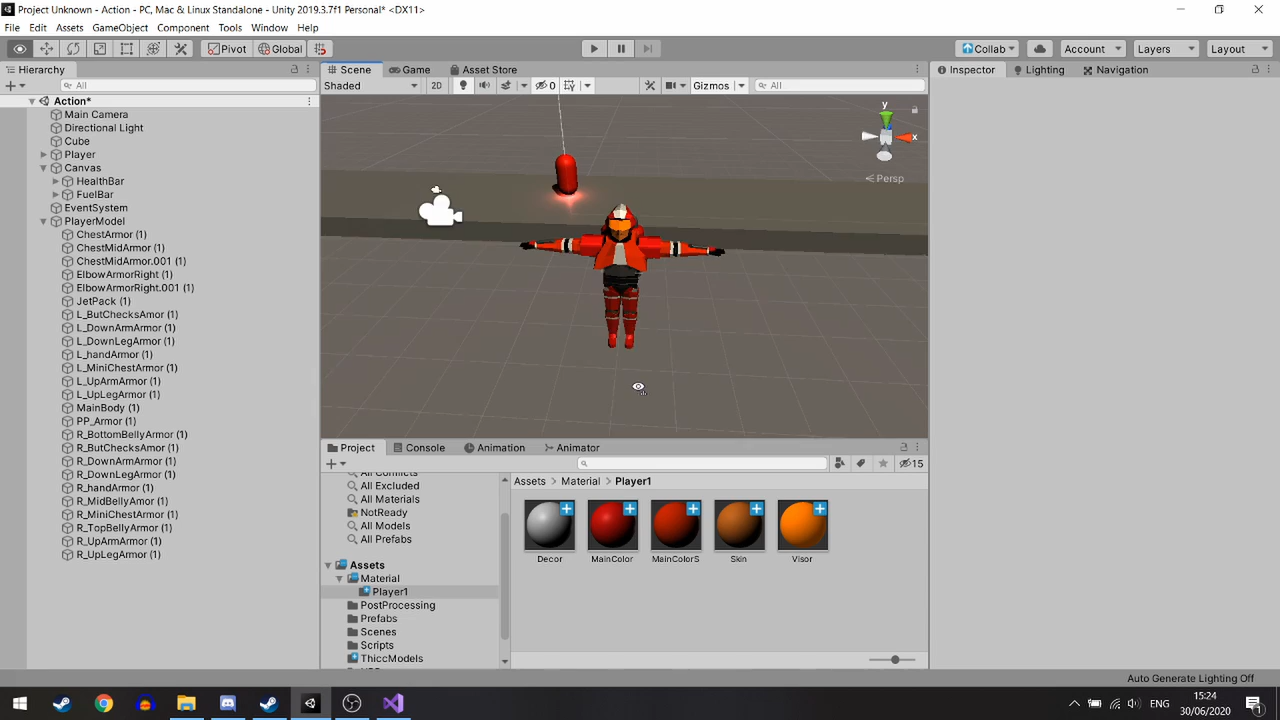 Project Unknown - Action - PC, Mac & Linux Standalone - Unity 2019.3.7f1 Personal* <DX11>
File Edit Assets GameObject Component Tools Window Help
Pivot Global Collab Account Layers Layout
Hierarchy
All
Action*
Main Camera
Directional Light
Cube
Player
Canvas
HealthBar
FuelBar
EventSystem
PlayerModel
ChestArmor (1)
ChestMidArmor (1)
ChestMidArmor.001 (1)
ElbowArmorRight (1)
ElbowArmorRight.001 (1)
JetPack (1)
L_ButChecksArmor (1)
L_DownArmArmor (1)
L_DownLegArmor (1)
L_handArmor (1)
L_MiniChestArmor (1)
L_UpArmArmor (1)
L_UpLegArmor (1)
MainBody (1)
PP_Armor (1)
R_BottomBellyArmor (1)
R_ButChecksArmor (1)
R_DownArmArmor (1)
R_DownLegArmor (1)
R_handArmor (1)
R_MidBellyArmor (1)
R_MiniChestArmor (1)
R_TopBellyArmor (1)
R_UpArmArmor (1)
R_UpLegArmor (1)
Scene Game Asset Store
Shaded 2D 0 Gizmos All
y
x
Persp
Project Console Animation Animator
15
All Conflicts
All Excluded
All Materials
NotReady
All Models
All Prefabs
Assets
Material
Player1
PostProcessing
Prefabs
Scenes
Scripts
ThiccModels
Assets > Material > Player1
Decor MainColor MainColorS Skin Visor
Inspector Lighting Navigation
Auto Generate Lighting Off
ENG
15:24
30/06/2020
1